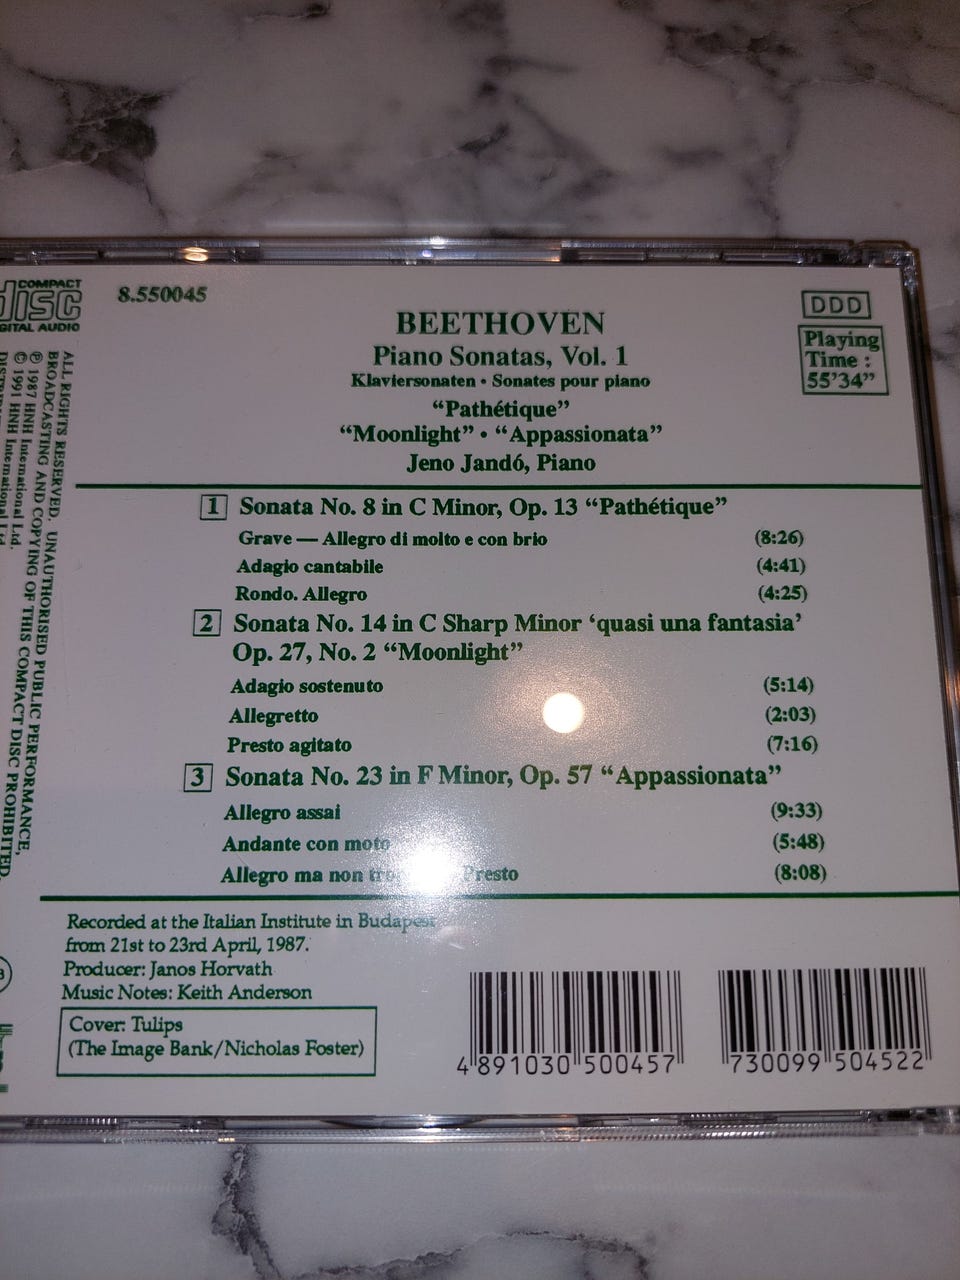 COMPACT
disc
DIGITAL AUDIO
8.550045
DDD
Playing
Time :
55’34”
BEETHOVEN
Piano Sonatas, Vol. 1
Klaviersonaten • Sonates pour piano
“Pathétique”
“Moonlight” • “Appassionata”
Jeno Jandó, Piano
1 Sonata No. 8 in C Minor, Op. 13 “Pathétique”
Grave — Allegro di molto e con brio (8:26)
Adagio cantabile (4:41)
Rondo. Allegro (4:25)
2 Sonata No. 14 in C Sharp Minor ‘quasi una fantasia’
Op. 27, No. 2 “Moonlight”
Adagio sostenuto (5:14)
Allegretto (2:03)
Presto agitato (7:16)
3 Sonata No. 23 in F Minor, Op. 57 “Appassionata”
Allegro assai (9:33)
Andante con moto (5:48)
Allegro ma non Presto (8:08)
Recorded at the Italian Institute in Budapest
from 21st to 23rd April, 1987.
Producer: Janos Horvath
Music Notes: Keith Anderson
Cover: Tulips
(The Image Bank/Nicholas Foster)
4 891030 500457
730099 504522
ALL RIGHTS RESERVED. UNAUTHORISED PUBLIC PERFORMANCE,
BROADCASTING AND COPYING OF THIS COMPACT DISC PROHIBITED.
℗ 1987 HNH International Ltd.
© 1991 HNH International Ltd.